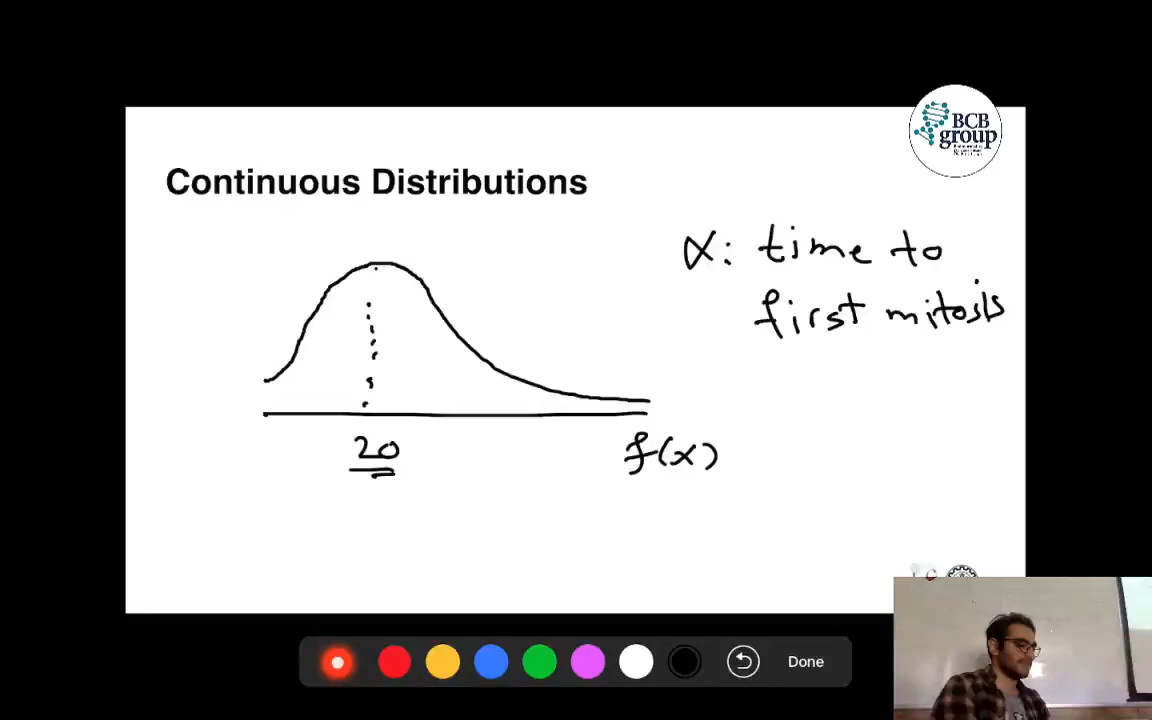 BCB
group
Continuous Distributions
x: time to
first mitosis
20
f(x)
Done